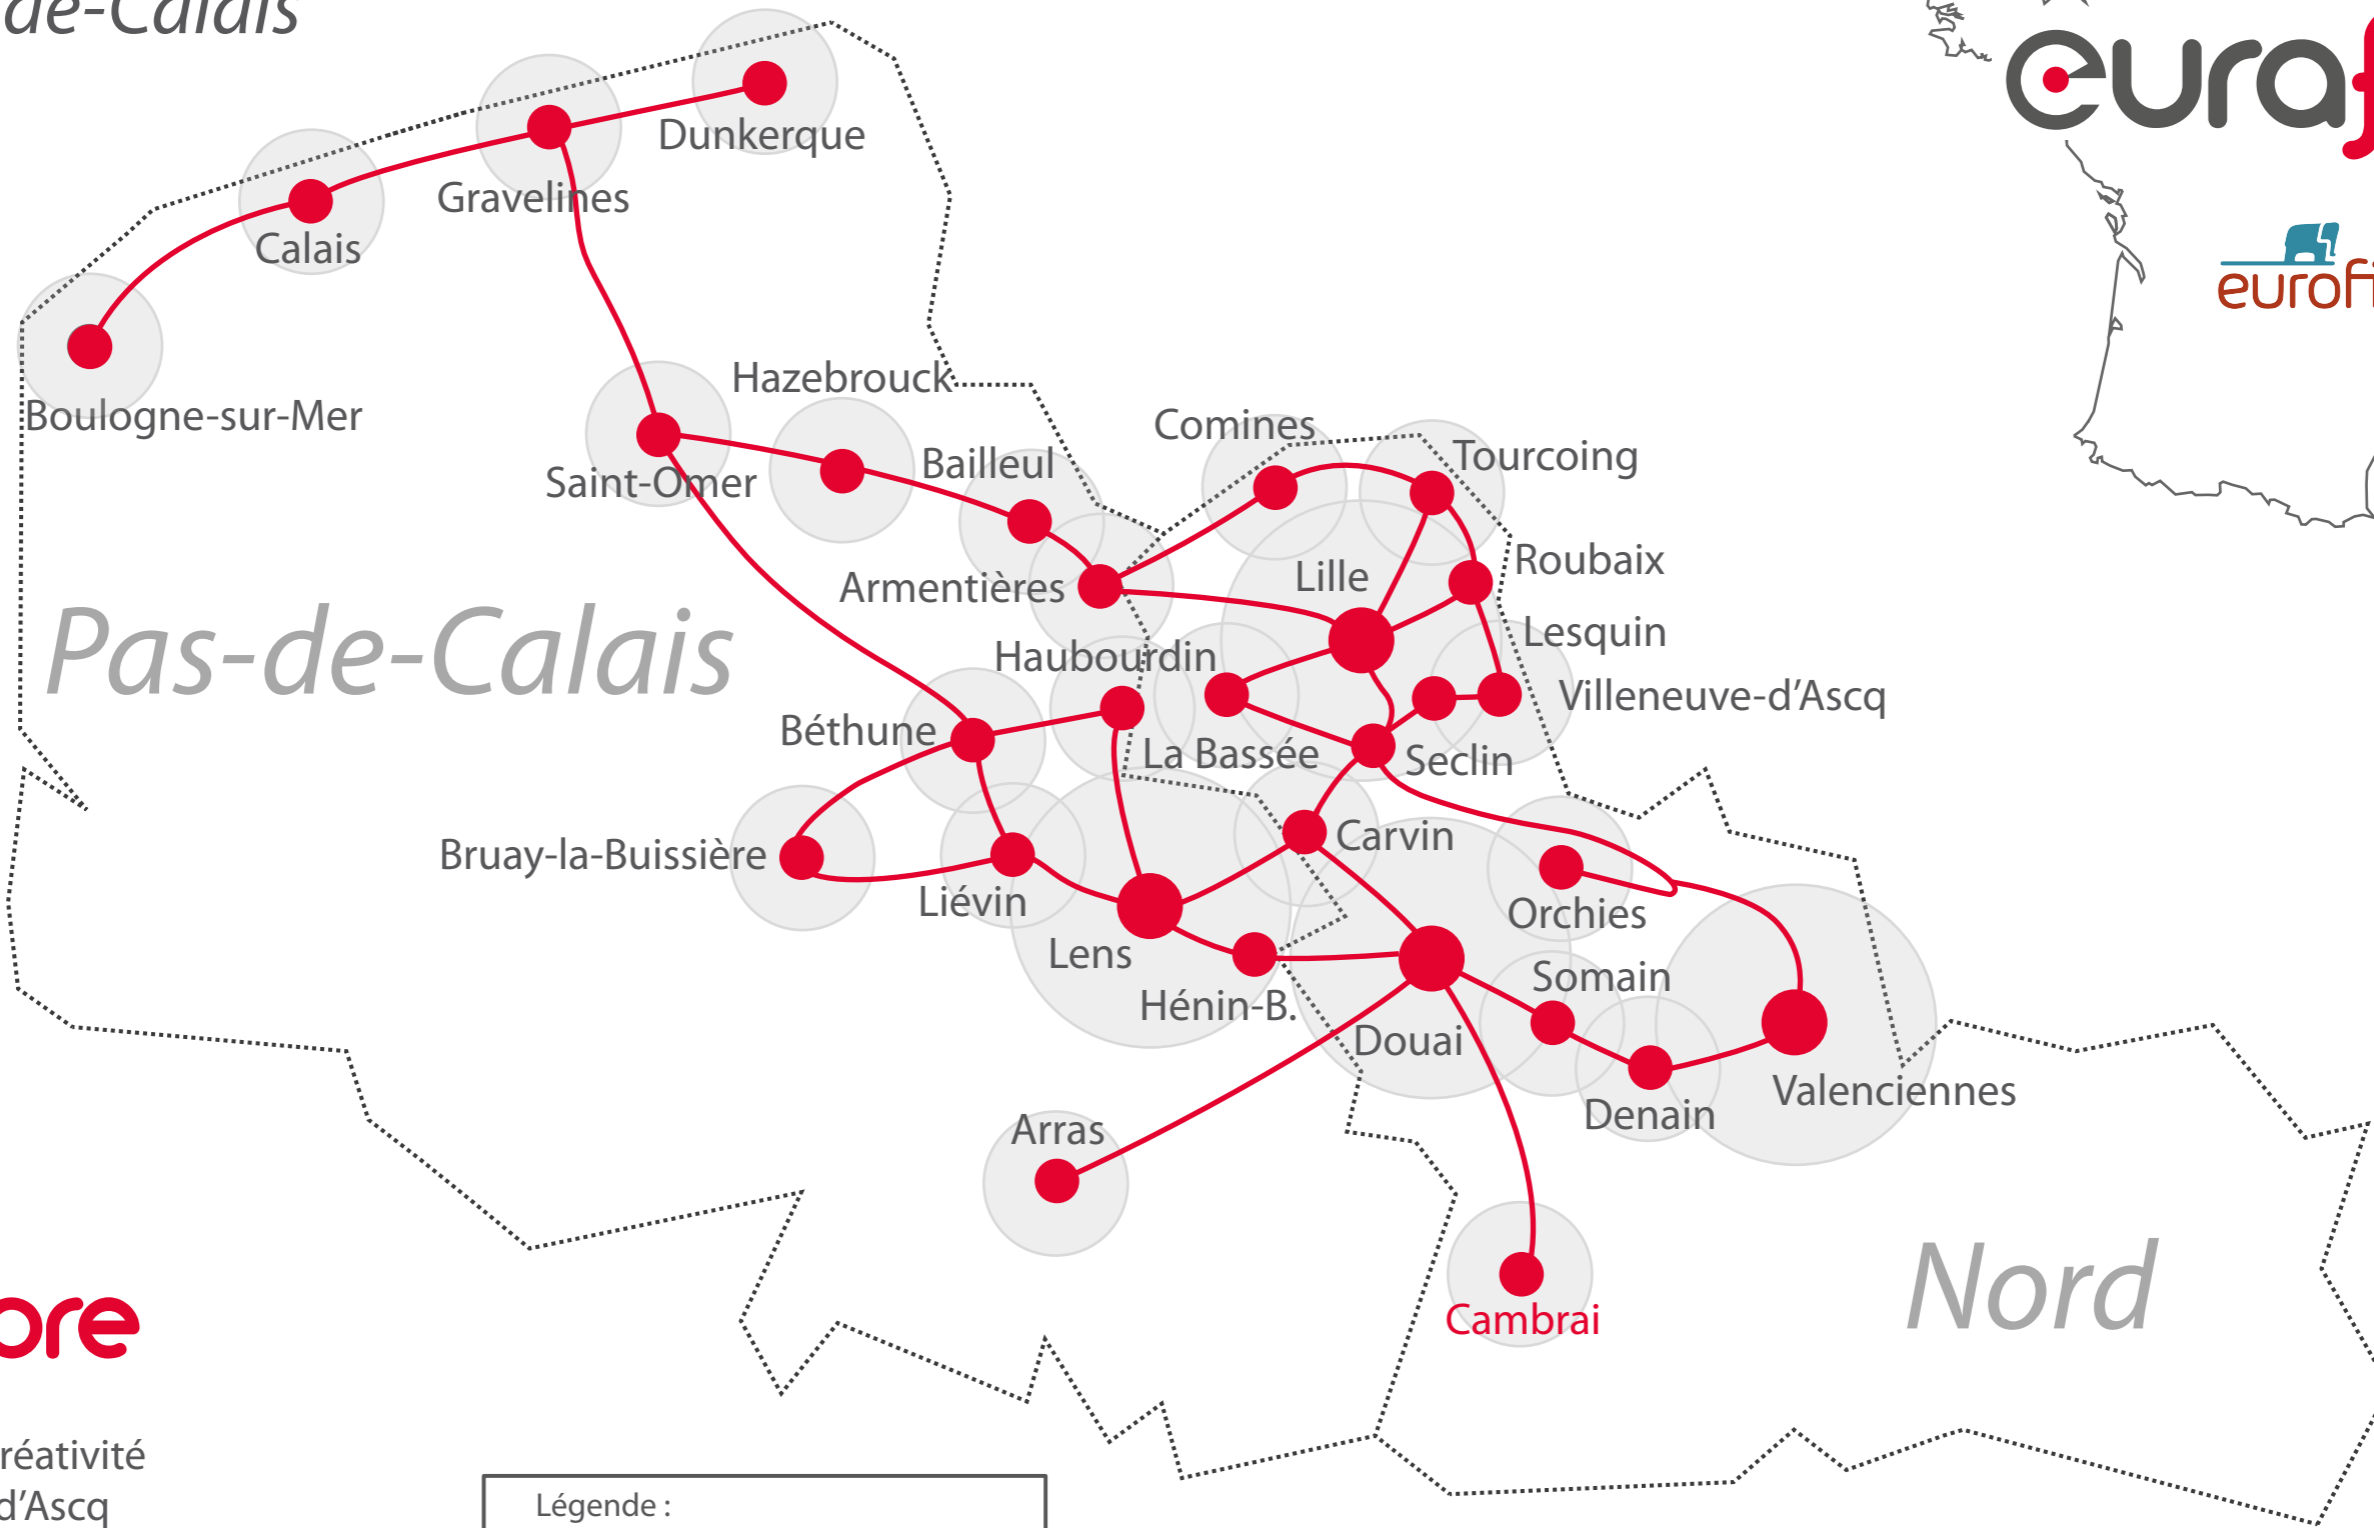 de-Calais
euraf
Dunkerque
Gravelines
Calais
eurofi
Hazebrouck
Boulogne-sur-Mer
Comines
Tourcoing
Bailleul
Saint-Omer
Roubaix
Lille
Armentières
Lesquin
Pas-de-Calais
Haubourdin
Villeneuve-d'Ascq
Béthune
La Bassée
Seclin
Carvin
Bruay-la-Buissière
Liévin
Orchies
Lens
Somain
Hénin-B.
Douai
Valenciennes
Denain
Arras
Nord
Cambrai
ore
réativité
d'Ascq
Légende :